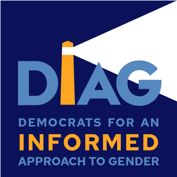 DIAG
DEMOCRATS FOR AN
INFORMED
APPROACH TO GENDER